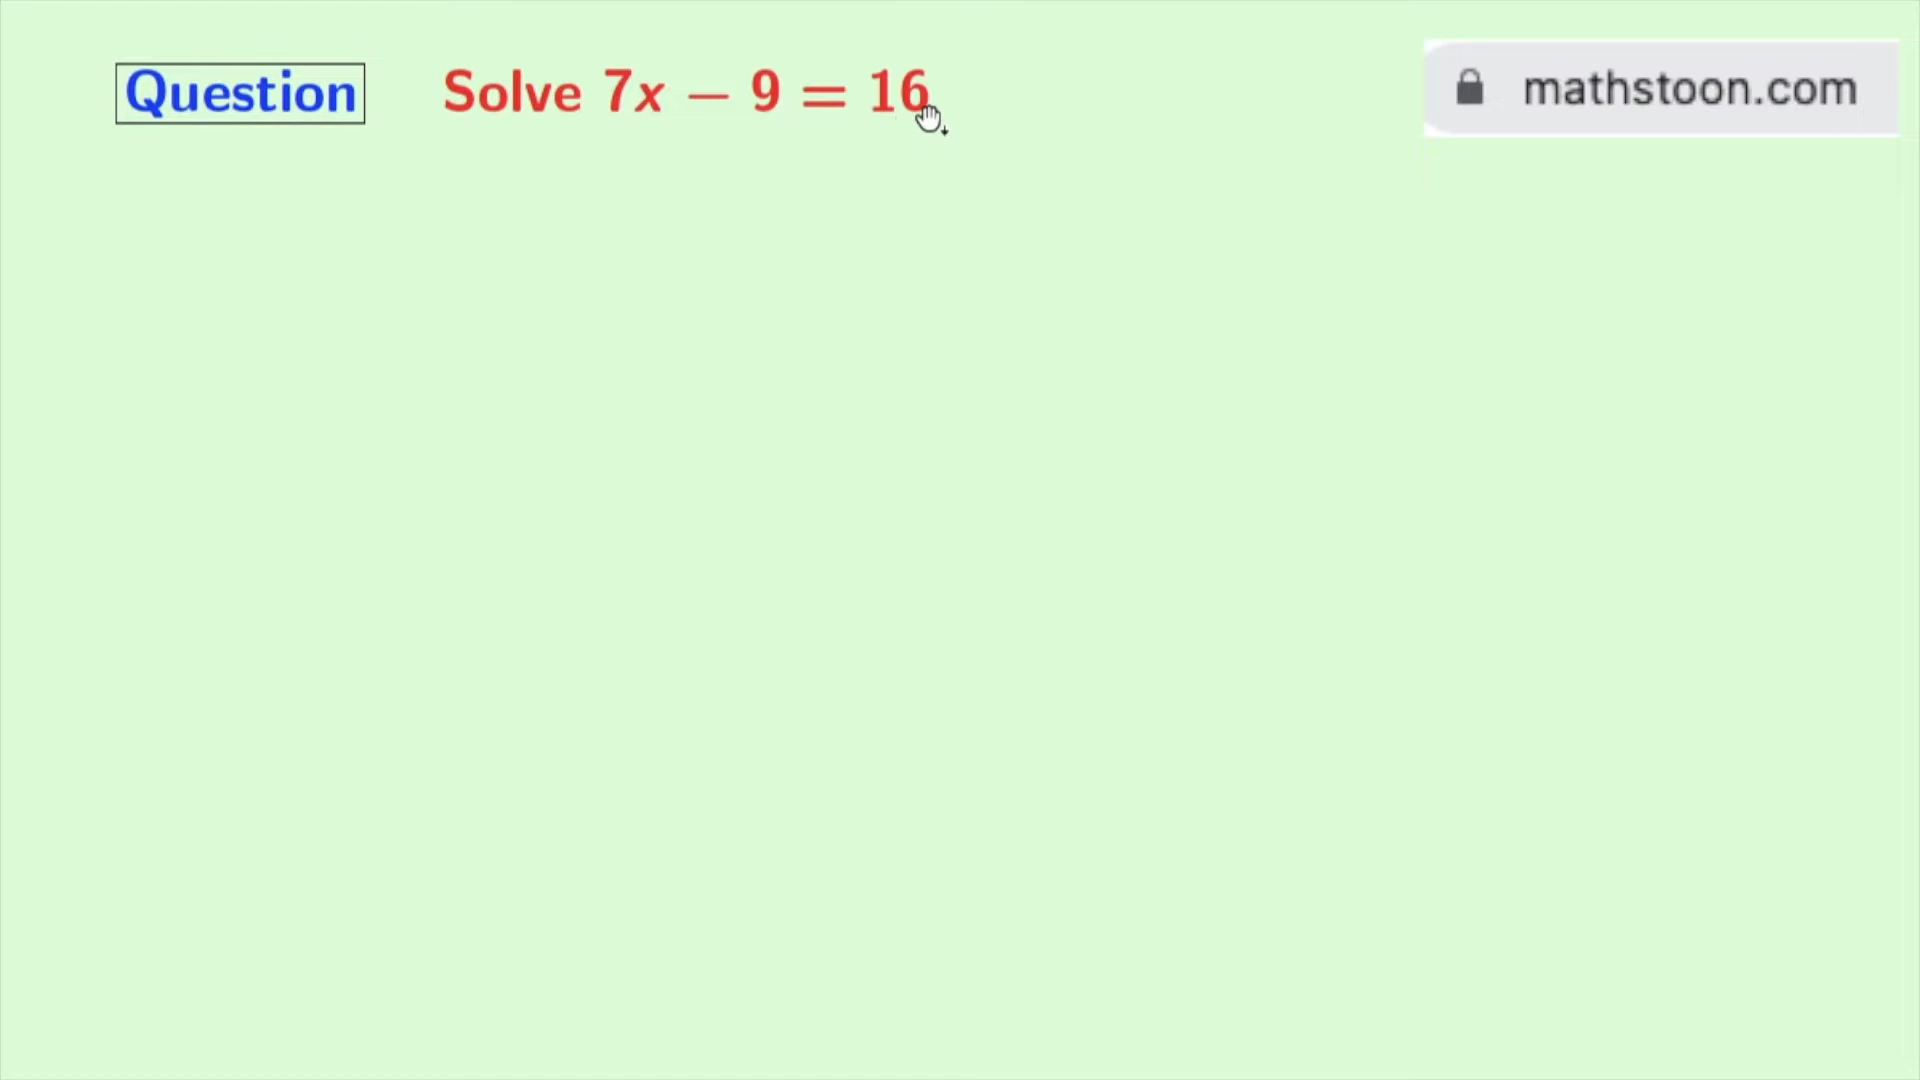 Question Solve 7x − 9 = 16
mathstoon.com